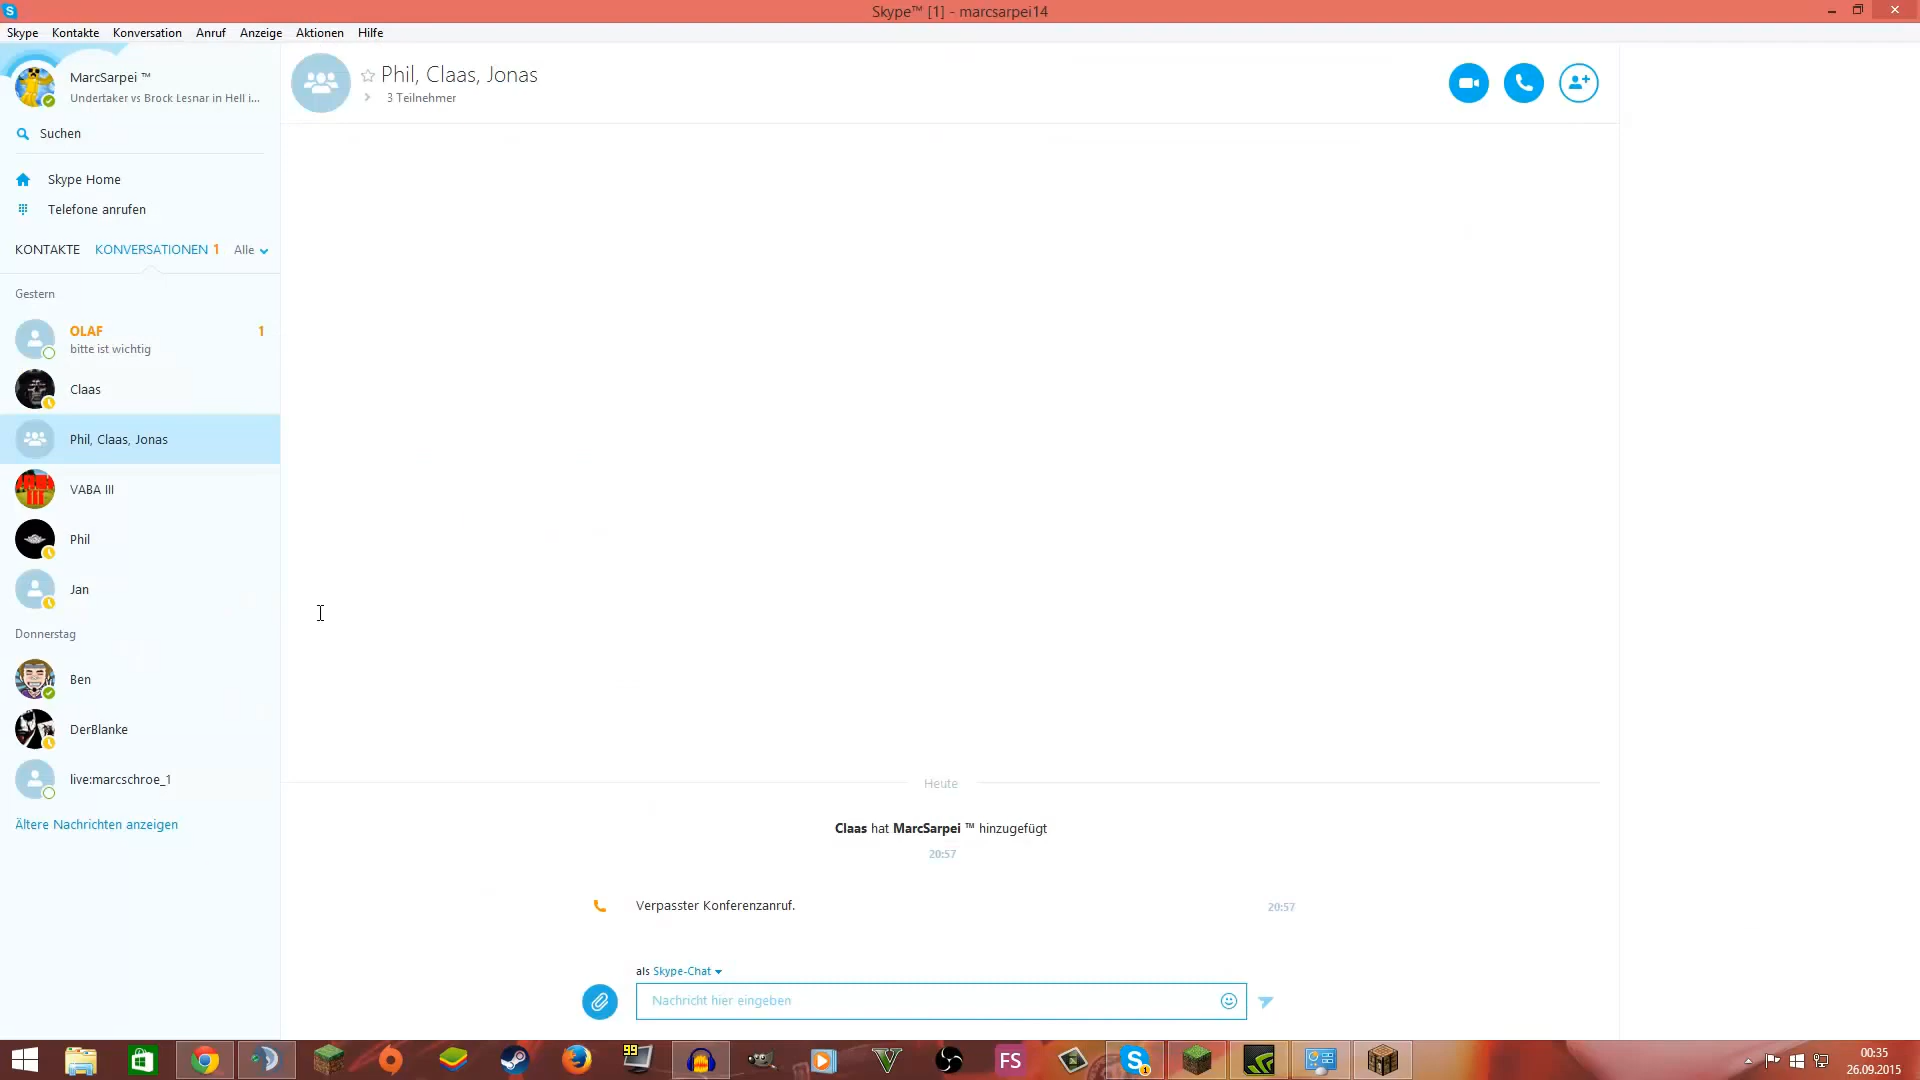 Skype™ [1] - marcsarpei14
Skype Kontakte Konversation Anruf Anzeige Aktionen Hilfe
MarcSarpei ™
Undertaker vs Brock Lesnar in Hell i...
Suchen
Skype Home
Telefone anrufen
KONTAKTE KONVERSATIONEN 1 Alle
Gestern
OLAF 1
bitte ist wichtig
Claas
Phil, Claas, Jonas
VABA III
Phil
Jan
Donnerstag
Ben
DerBlanke
live:marcschroe_1
Ältere Nachrichten anzeigen
Phil, Claas, Jonas
3 Teilnehmer
Heute
Claas hat MarcSarpei ™ hinzugefügt
20:57
Verpasster Konferenzanruf. 20:57
als Skype-Chat
Nachricht hier eingeben
99
FS
1
00:35
26.09.2015